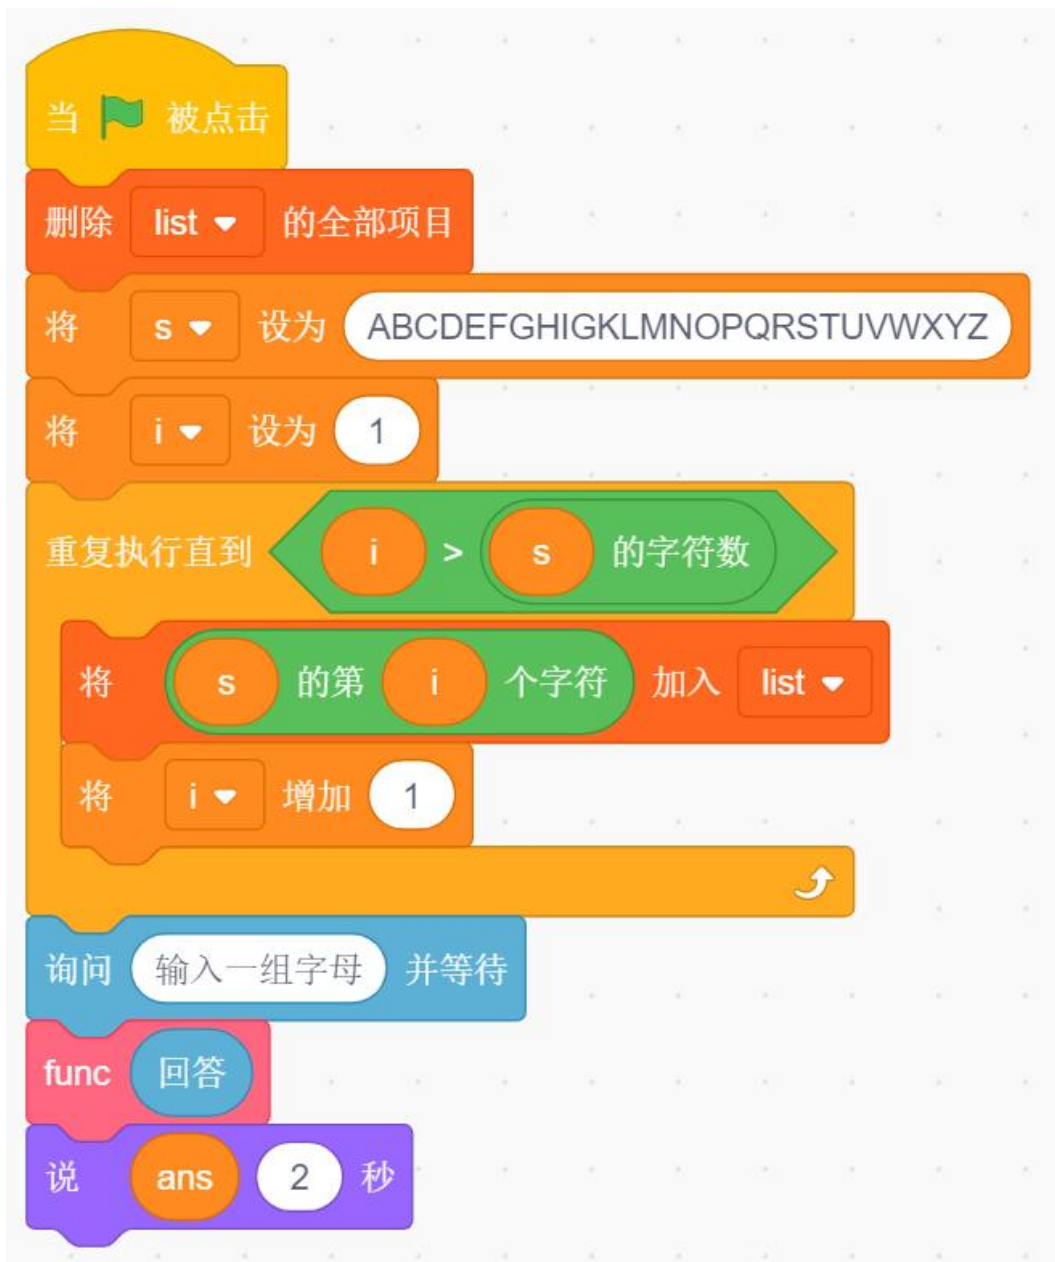 当 被点击
删除 list 的全部项目
将 s 设为 ABCDEFGHIGKLMNOPQRSTUVWXYZ
将 i 设为 1
重复执行直到 i > s 的字符数
将 s 的第 i 个字符 加入 list
将 i 增加 1
询问 输入一组字母 并等待
func 回答
说 ans 2 秒